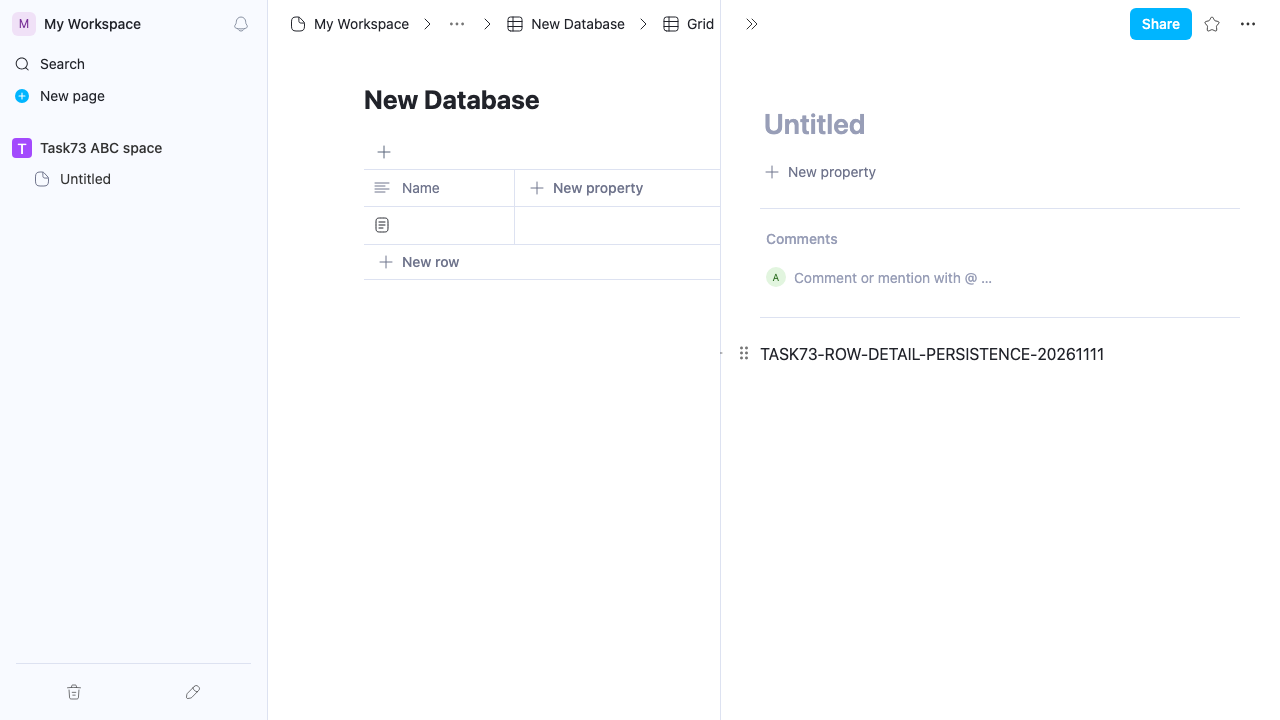 M My Workspace
Search
New page
T Task73 ABC space
Untitled
My Workspace > ··· > New Database > Grid
New Database
Name
New property
New row
Share
Untitled
New property
Comments
A Comment or mention with @ ...
TASK73-ROW-DETAIL-PERSISTENCE-20261111